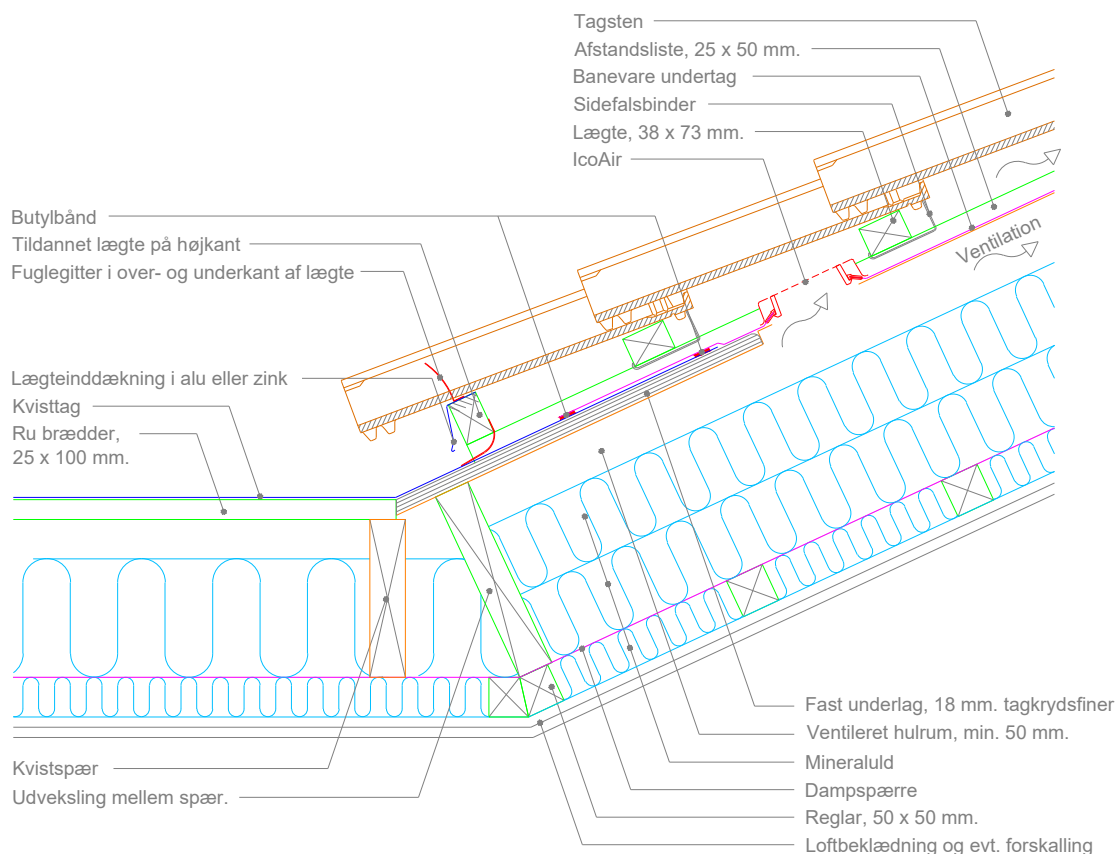 Tagsten
Afstandsliste, 25 x 50 mm.
Banevare undertag
Sidefalsbinder
Lægte, 38 x 73 mm.
IcoAir
Butylbånd
Tildannet lægte på højkant
Fuglegitter i over- og underkant af lægte
Ventilation
Lægteinddækning i alu eller zink
Kvisttag
Ru brædder,
25 x 100 mm.
Kvistspær
Udveksling mellem spær.
Fast underlag, 18 mm. tagkrydsfiner
Ventileret hulrum, min. 50 mm.
Mineraluld
Dampspærre
Reglar, 50 x 50 mm.
Loftbeklædning og evt. forskalling